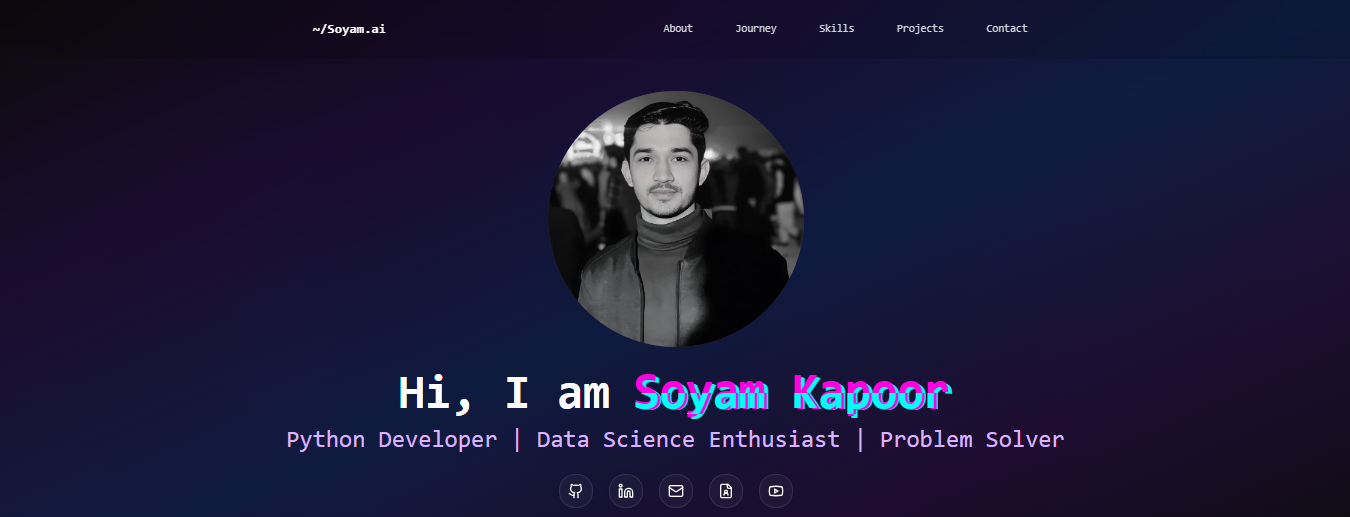 ~/Soyam.ai About Journey Skills Projects Contact
Hi, I am Soyam Kapoor
Python Developer | Data Science Enthusiast | Problem Solver